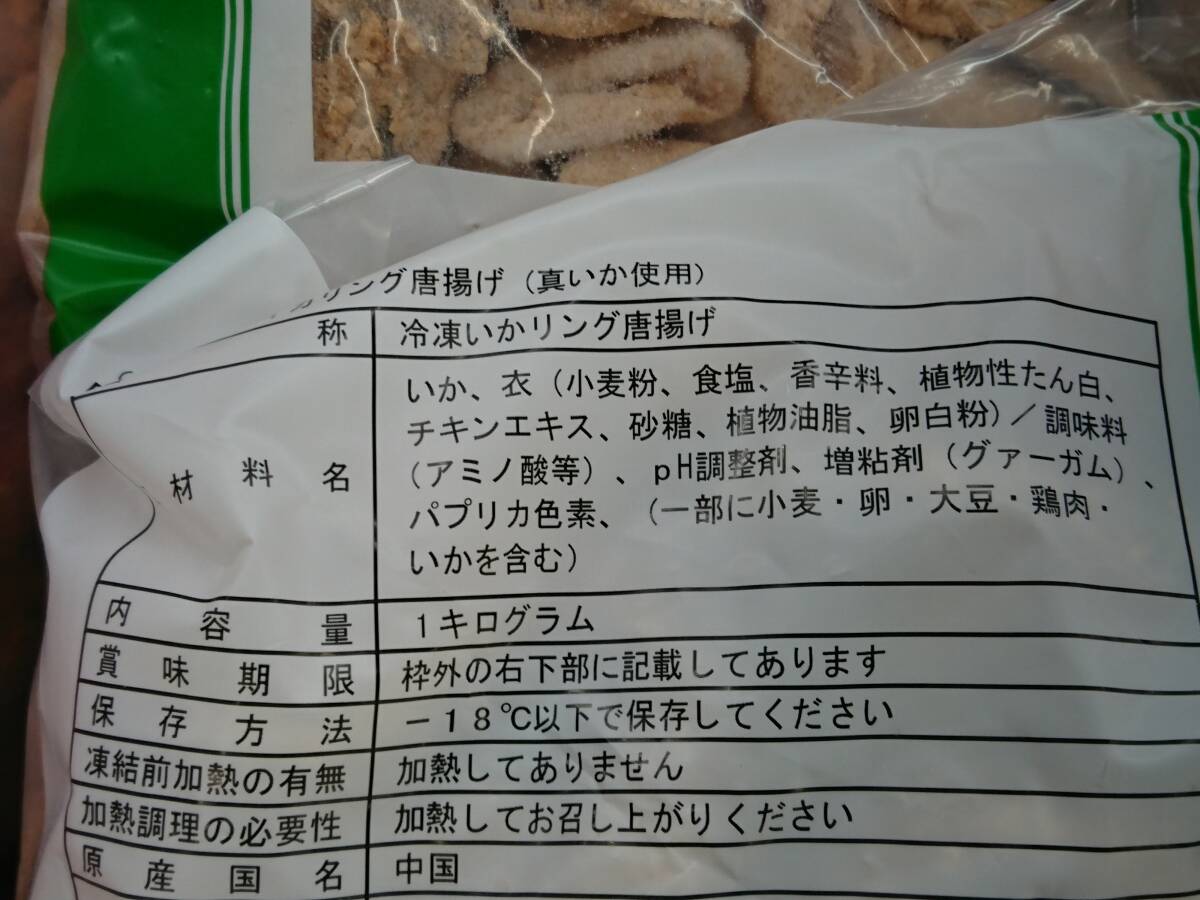 リング唐揚げ（真いか使用）
称 冷凍いかリング唐揚げ
材料名 いか、衣（小麦粉、食塩、香辛料、植物性たん白、
チキンエキス、砂糖、植物油脂、卵白粉）／調味料
（アミノ酸等）、pH調整剤、増粘剤（グァーガム）、
パプリカ色素、（一部に小麦・卵・大豆・鶏肉・
いかを含む）
内容量 1キログラム
賞味期限 枠外の右下部に記載してあります
保存方法 －18℃以下で保存してください
凍結前加熱の有無 加熱してありません
加熱調理の必要性 加熱してお召し上がりください
原産国名 中国